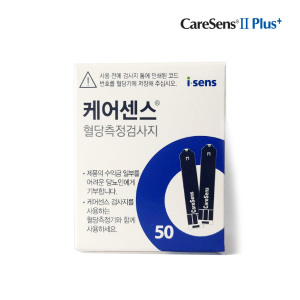 CareSens® II Plus+
사용 전에 검사지 통에 인쇄된 코드
번호를 혈당기에 저장해 주십시오.
i-sens
케어센스®
혈당측정검사지
• 제품의 수익금 일부를
어려운 당뇨인에게
기부합니다.
• 케어센스 검사지를
사용하는
혈당측정기와 함께
사용하세요.
CareSens
CareSens
50